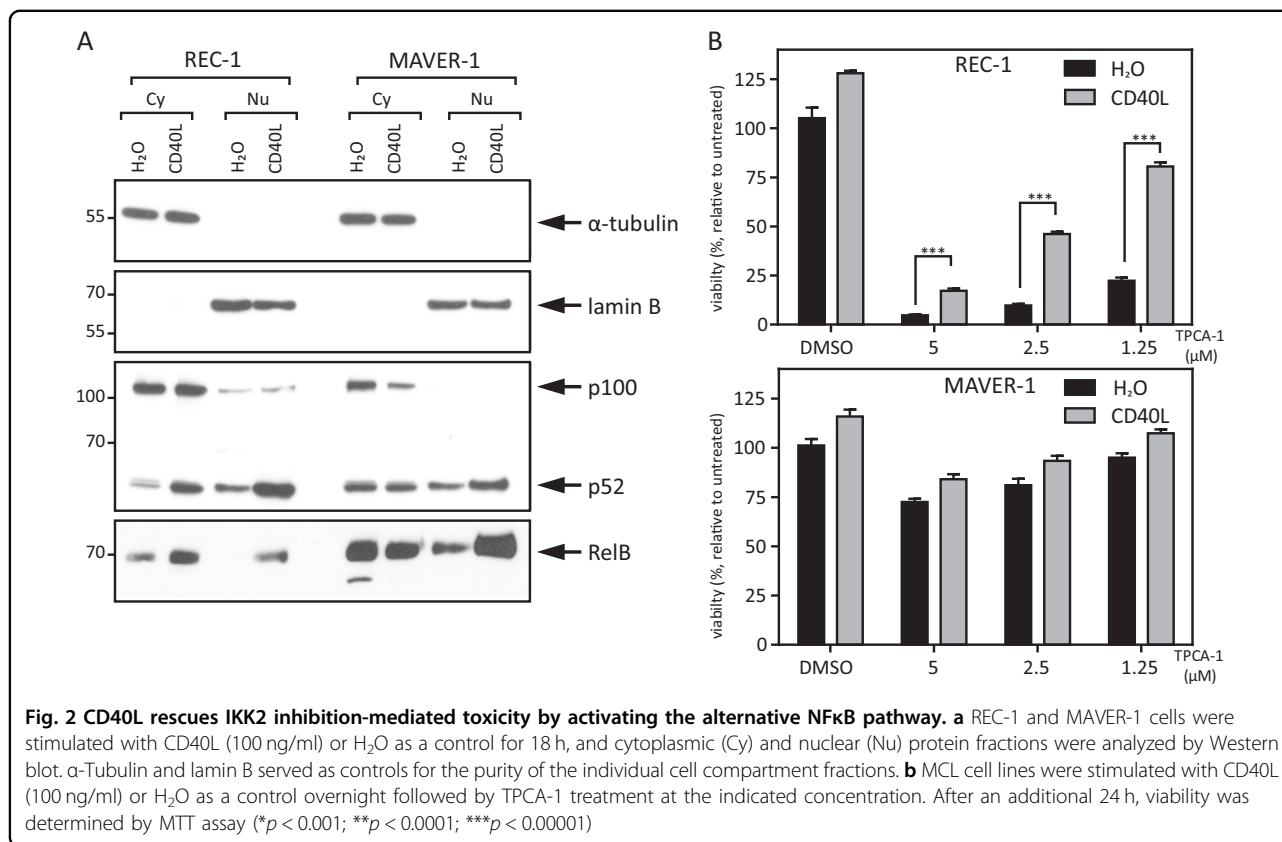 A
REC-1 MAVER-1
Cy Nu Cy Nu
H₂O CD40L H₂O CD40L H₂O CD40L H₂O CD40L
55 α-tubulin
70 lamin B
55
100 p100
70
p52
70 RelB
B
REC-1
H₂O
CD40L
viabilty (%, relative to untreated)
125
100
75
50
25
0
*** *** ***
DMSO 5 2.5 1.25 TPCA-1
(μM)
MAVER-1
H₂O
CD40L
viabilty (%, relative to untreated)
125
100
75
50
25
0
DMSO 5 2.5 1.25 TPCA-1
(μM)
Fig. 2 CD40L rescues IKK2 inhibition-mediated toxicity by activating the alternative NFκB pathway. a REC-1 and MAVER-1 cells were
stimulated with CD40L (100 ng/ml) or H₂O as a control for 18 h, and cytoplasmic (Cy) and nuclear (Nu) protein fractions were analyzed by Western
blot. α-Tubulin and lamin B served as controls for the purity of the individual cell compartment fractions. b MCL cell lines were stimulated with CD40L
(100 ng/ml) or H₂O as a control overnight followed by TPCA-1 treatment at the indicated concentration. After an additional 24 h, viability was
determined by MTT assay (*p < 0.001; **p < 0.0001; ***p < 0.00001)